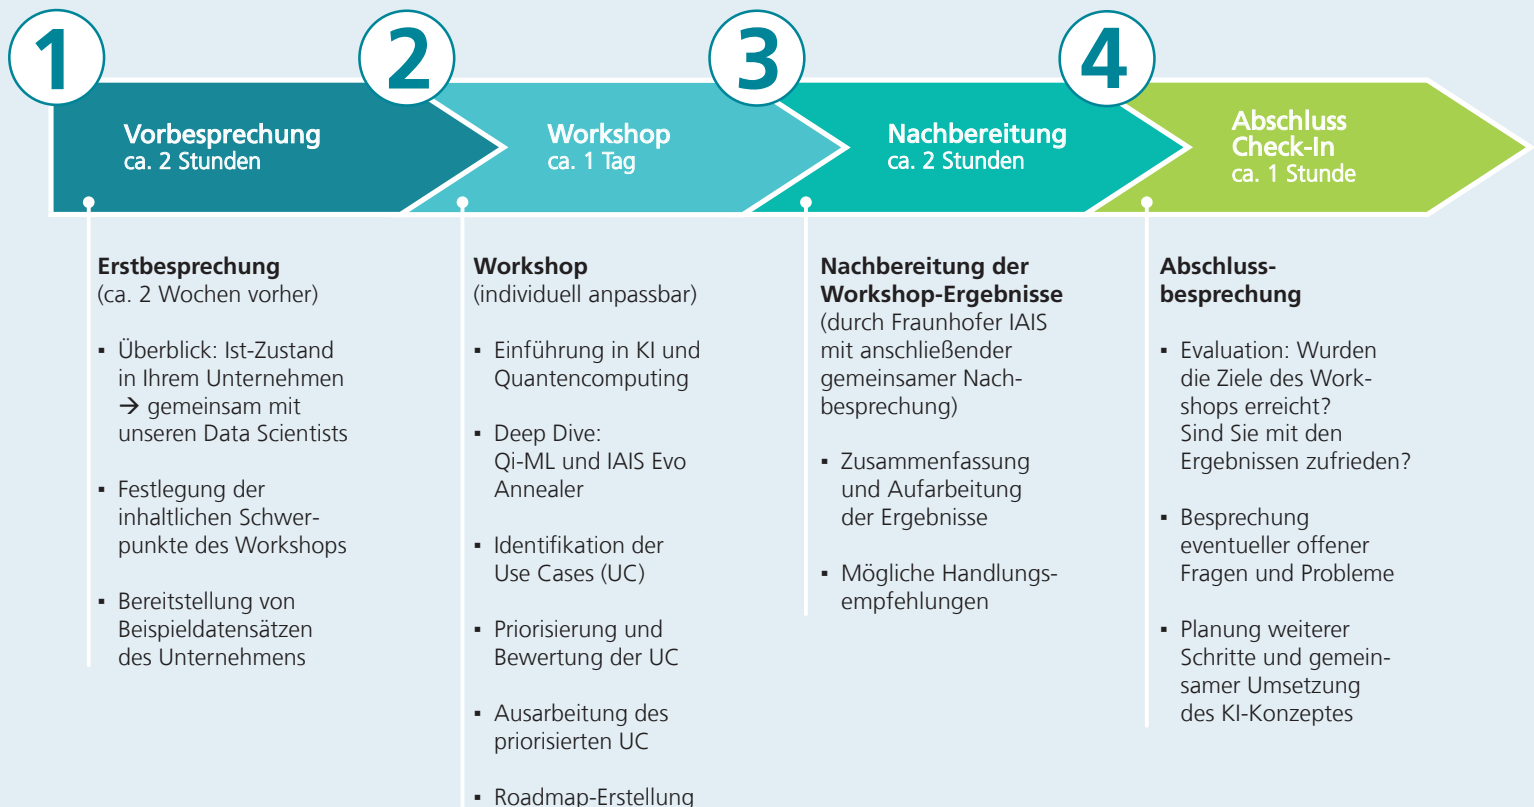 1
Vorbesprechung
ca. 2 Stunden
2
Workshop
ca. 1 Tag
3
Nachbereitung
ca. 2 Stunden
4
Abschluss
Check-In
ca. 1 Stunde
Erstbesprechung
(ca. 2 Wochen vorher)
▪ Überblick: Ist-Zustand
in Ihrem Unternehmen
→ gemeinsam mit
unseren Data Scientists
▪ Festlegung der
inhaltlichen Schwer-
punkte des Workshops
▪ Bereitstellung von
Beispieldatensätzen
des Unternehmens
Workshop
(individuell anpassbar)
▪ Einführung in KI und
Quantencomputing
▪ Deep Dive:
Qi-ML und IAIS Evo
Annealer
▪ Identifikation der
Use Cases (UC)
▪ Priorisierung und
Bewertung der UC
▪ Ausarbeitung des
priorisierten UC
▪ Roadmap-Erstellung
Nachbereitung der
Workshop-Ergebnisse
(durch Fraunhofer IAIS
mit anschließender
gemeinsamer Nach-
besprechung)
▪ Zusammenfassung
und Aufarbeitung
der Ergebnisse
▪ Mögliche Handlungs-
empfehlungen
Abschluss-
besprechung
▪ Evaluation: Wurden
die Ziele des Work-
shops erreicht?
Sind Sie mit den
Ergebnissen zufrieden?
▪ Besprechung
eventueller offener
Fragen und Probleme
▪ Planung weiterer
Schritte und gemein-
samer Umsetzung
des KI-Konzeptes